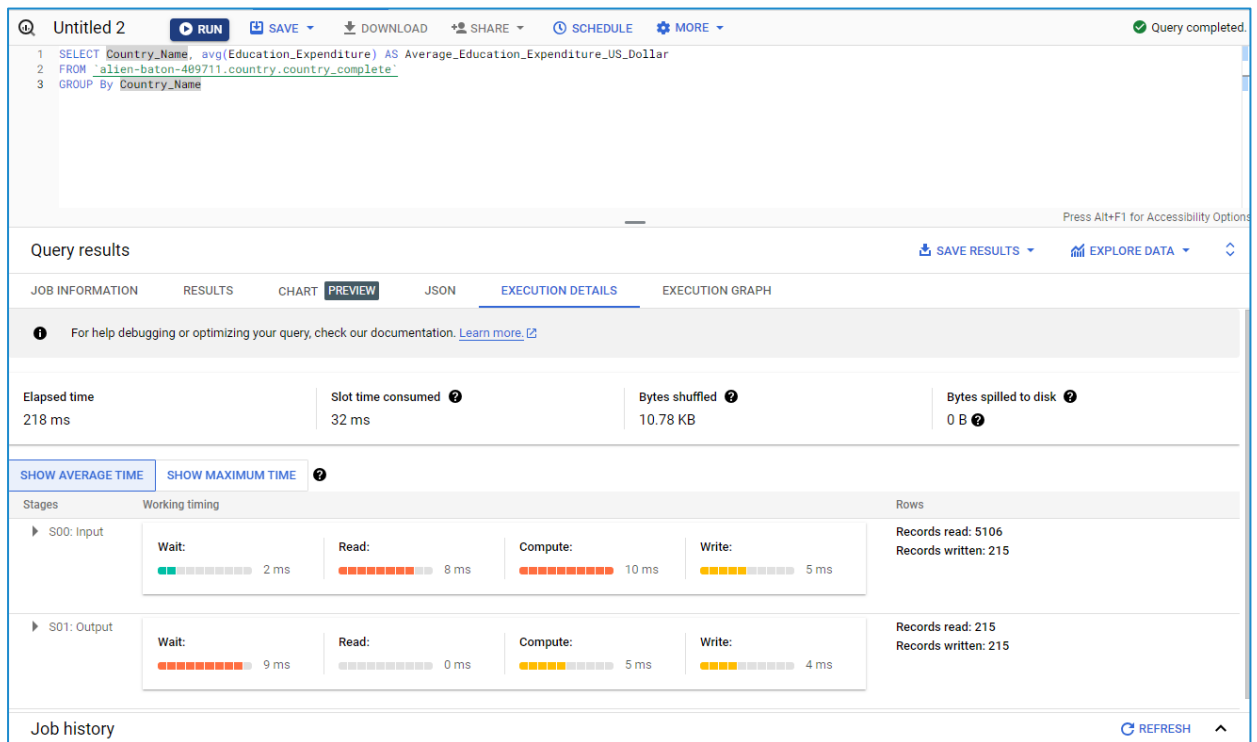 Untitled 2 RUN SAVE DOWNLOAD SHARE SCHEDULE MORE Query completed.
1 SELECT Country_Name, avg(Education_Expenditure) AS Average_Education_Expenditure_US_Dollar
2 FROM `alien-baton-409711.country.country_complete`
3 GROUP By Country_Name
Press Alt+F1 for Accessibility Options
Query results SAVE RESULTS EXPLORE DATA
JOB INFORMATION RESULTS CHART PREVIEW JSON EXECUTION DETAILS EXECUTION GRAPH
For help debugging or optimizing your query, check our documentation. Learn more.
Elapsed time Slot time consumed Bytes shuffled Bytes spilled to disk
218 ms 32 ms 10.78 KB 0 B
SHOW AVERAGE TIME SHOW MAXIMUM TIME
Stages Working timing Rows
S00: Input
Wait: Read: Compute: Write:
2 ms 8 ms 10 ms 5 ms
Records read: 5106
Records written: 215
S01: Output
Wait: Read: Compute: Write:
9 ms 0 ms 5 ms 4 ms
Records read: 215
Records written: 215
Job history REFRESH